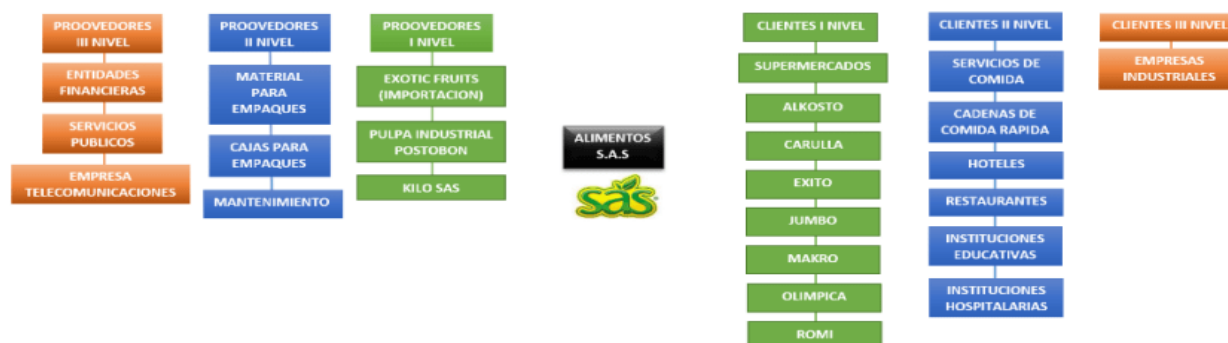 PROOVEDORES
III NIVEL
ENTIDADES
FINANCIERAS
SERVICIOS
PUBLICOS
EMPRESA
TELECOMUNICACIONES
PROOVEDORES
II NIVEL
MATERIAL
PARA
EMPAQUES
CAJAS PARA
EMPAQUES
MANTENIMIENTO
PROOVEDORES
I NIVEL
EXOTIC FRUITS
(IMPORTACION)
PULPA INDUSTRIAL
POSTOBON
KILO SAS
ALIMENTOS
S.A.S
sas
CLIENTES I NIVEL
SUPERMERCADOS
ALKOSTO
CARULLA
EXITO
JUMBO
MAKRO
OLIMPICA
ROMI
CLIENTES II NIVEL
SERVICIOS DE
COMIDA
CADENAS DE
COMIDA RAPIDA
HOTELES
RESTAURANTES
INSTITUCIONES
EDUCATIVAS
INSTITUCIONES
HOSPITALARIAS
CLIENTES III NIVEL
EMPRESAS
INDUSTRIALES